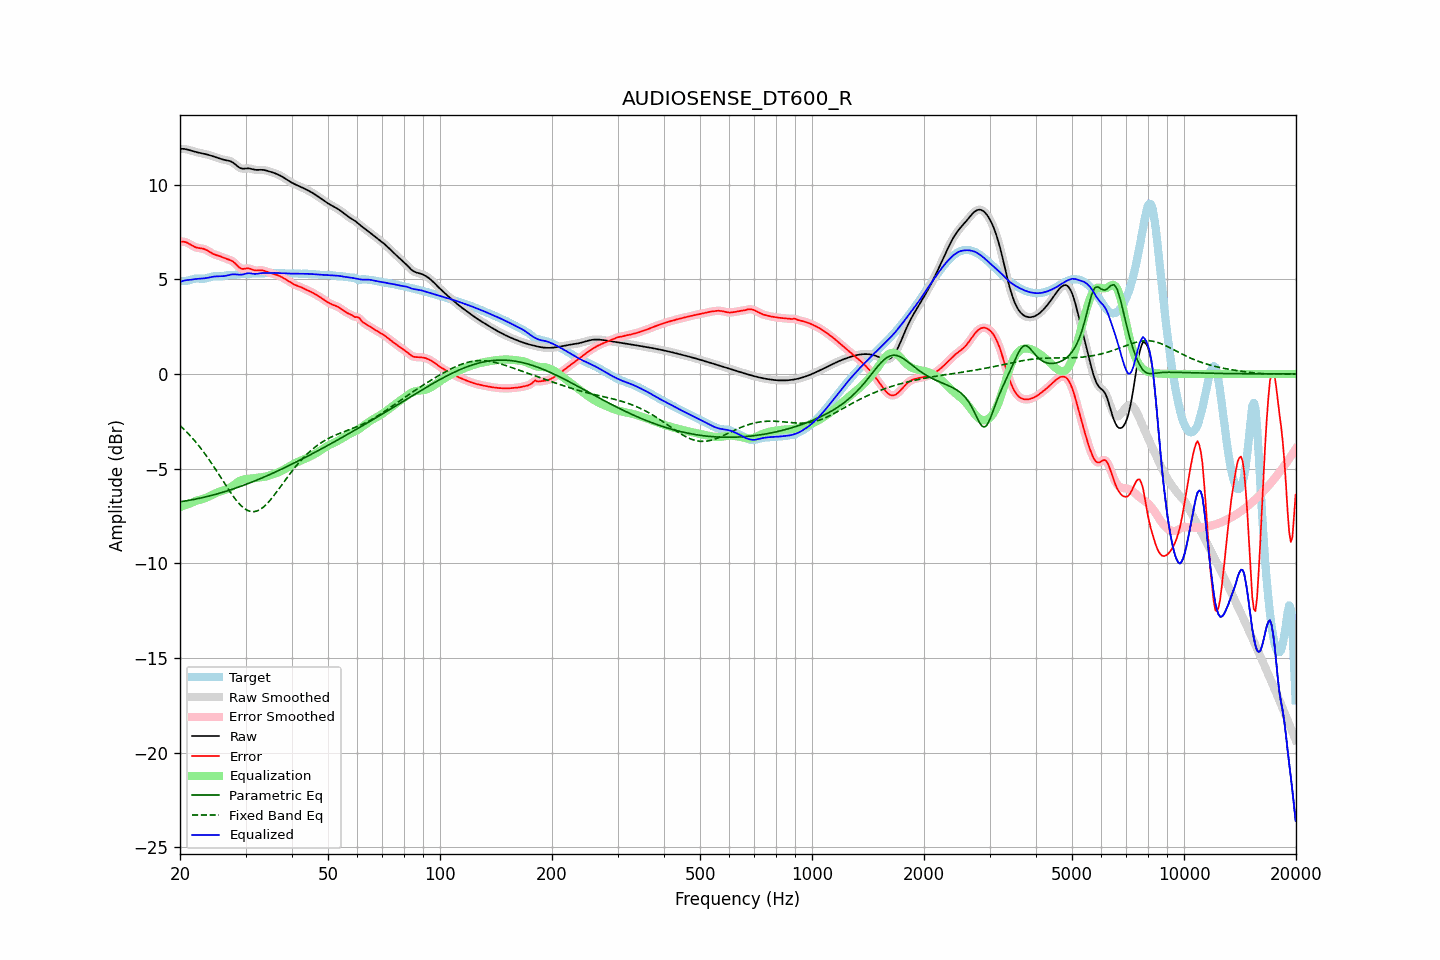 AUDIOSENSE_DT600_R
Amplitude (dBr)
10
5
0
−5
−10
−15
−20
−25
Target
Raw Smoothed
Error Smoothed
Raw
Error
Equalization
Parametric Eq
Fixed Band Eq
Equalized
20 50 100 200 500 1000 2000 5000 10000 20000
Frequency (Hz)